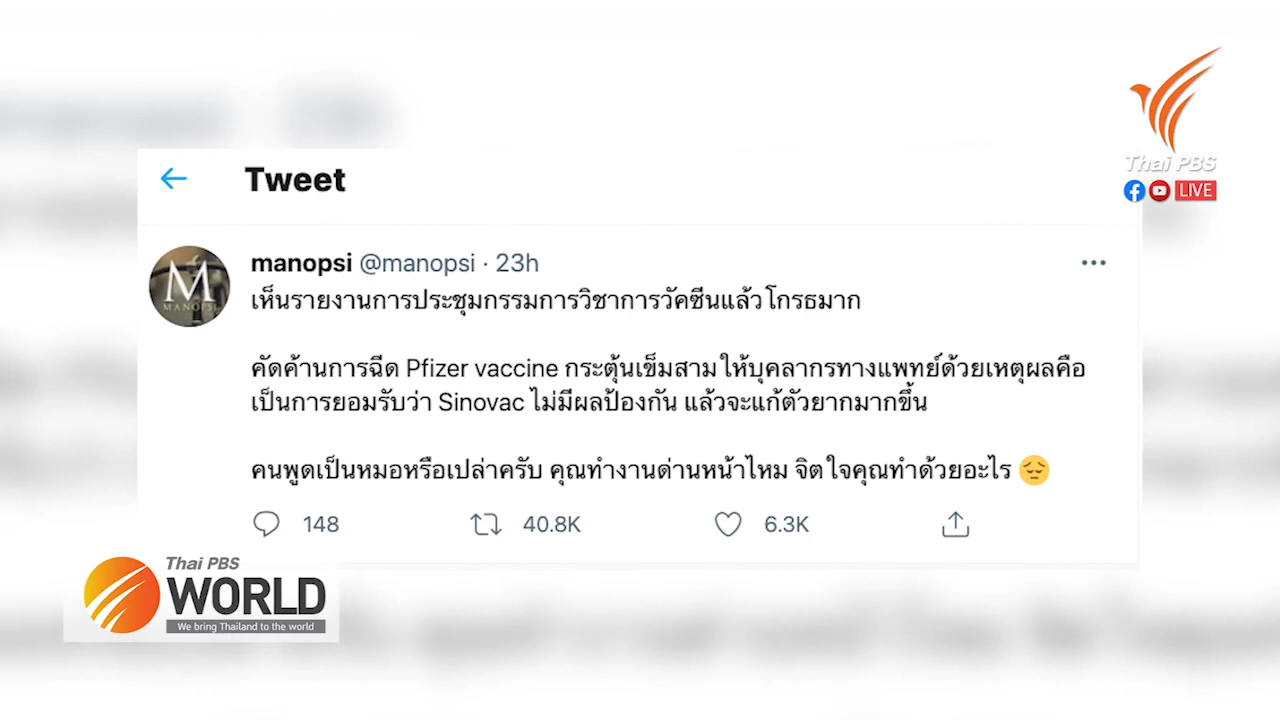 Thai PBS
LIVE
Tweet
M
MANOPSI
manopsi @manopsi · 23h
เห็นรายงานการประชุมกรรมการวิชาการวัคซีนแล้วโกรธมาก
คัดค้านการฉีด Pfizer vaccine กระตุ้นเข็มสามให้บุคลากรทางแพทย์ด้วยเหตุผลคือ
เป็นการยอมรับว่า Sinovac ไม่มีผลป้องกัน แล้วจะแก้ตัวยากมากขึ้น
คนพูดเป็นหมอหรือเปล่าครับ คุณทำงานด่านหน้าไหม จิตใจคุณทำด้วยอะไร 😔
148 40.8K 6.3K
Thai PBS
WORLD
We bring Thailand to the world